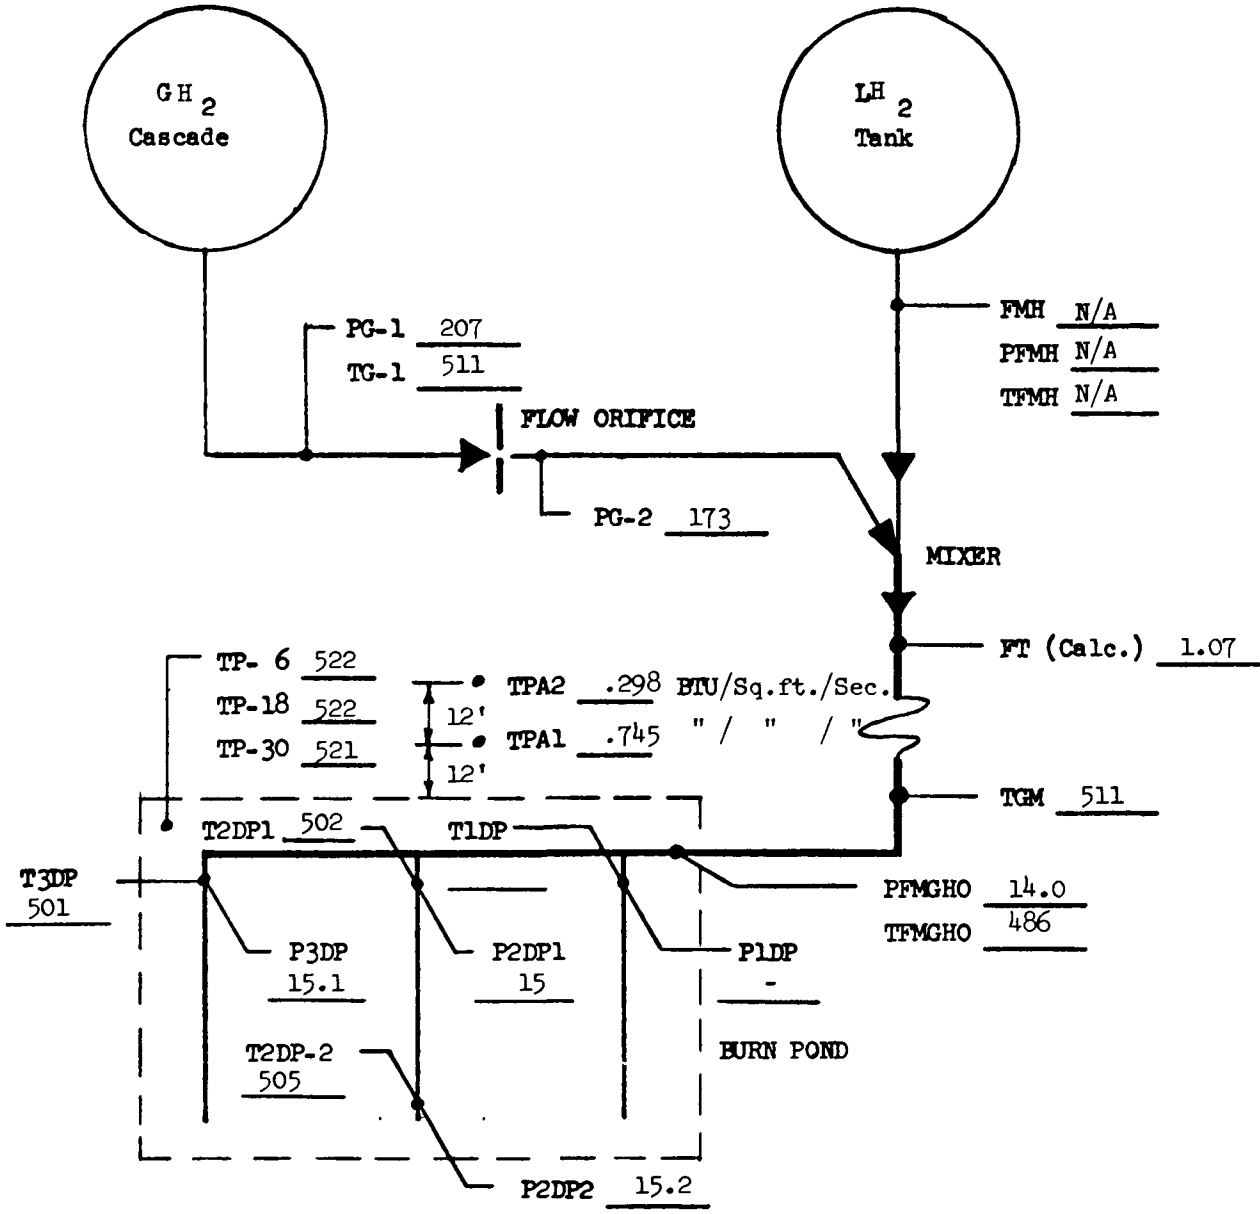 GH2
Cascade
LH2
Tank
PG-1 207
TG-1 511
FMH N/A
PFMH N/A
TFMH N/A
FLOW ORIFICE
PG-2 173
MIXER
FT (Calc.) 1.07
TP- 6 522
TP-18 522
TP-30 521
12'
12'
TPA2 .298 BTU/Sq.ft./Sec.
TPA1 .745 " / " / "
TGM 511
T2DP1 502
T1DP
T3DP
501
PFMGHO 14.0
TFMGHO 486
P3DP
15.1
P2DP1
15
P1DP
-
T2DP-2
505
BURN POND
P2DP2 15.2